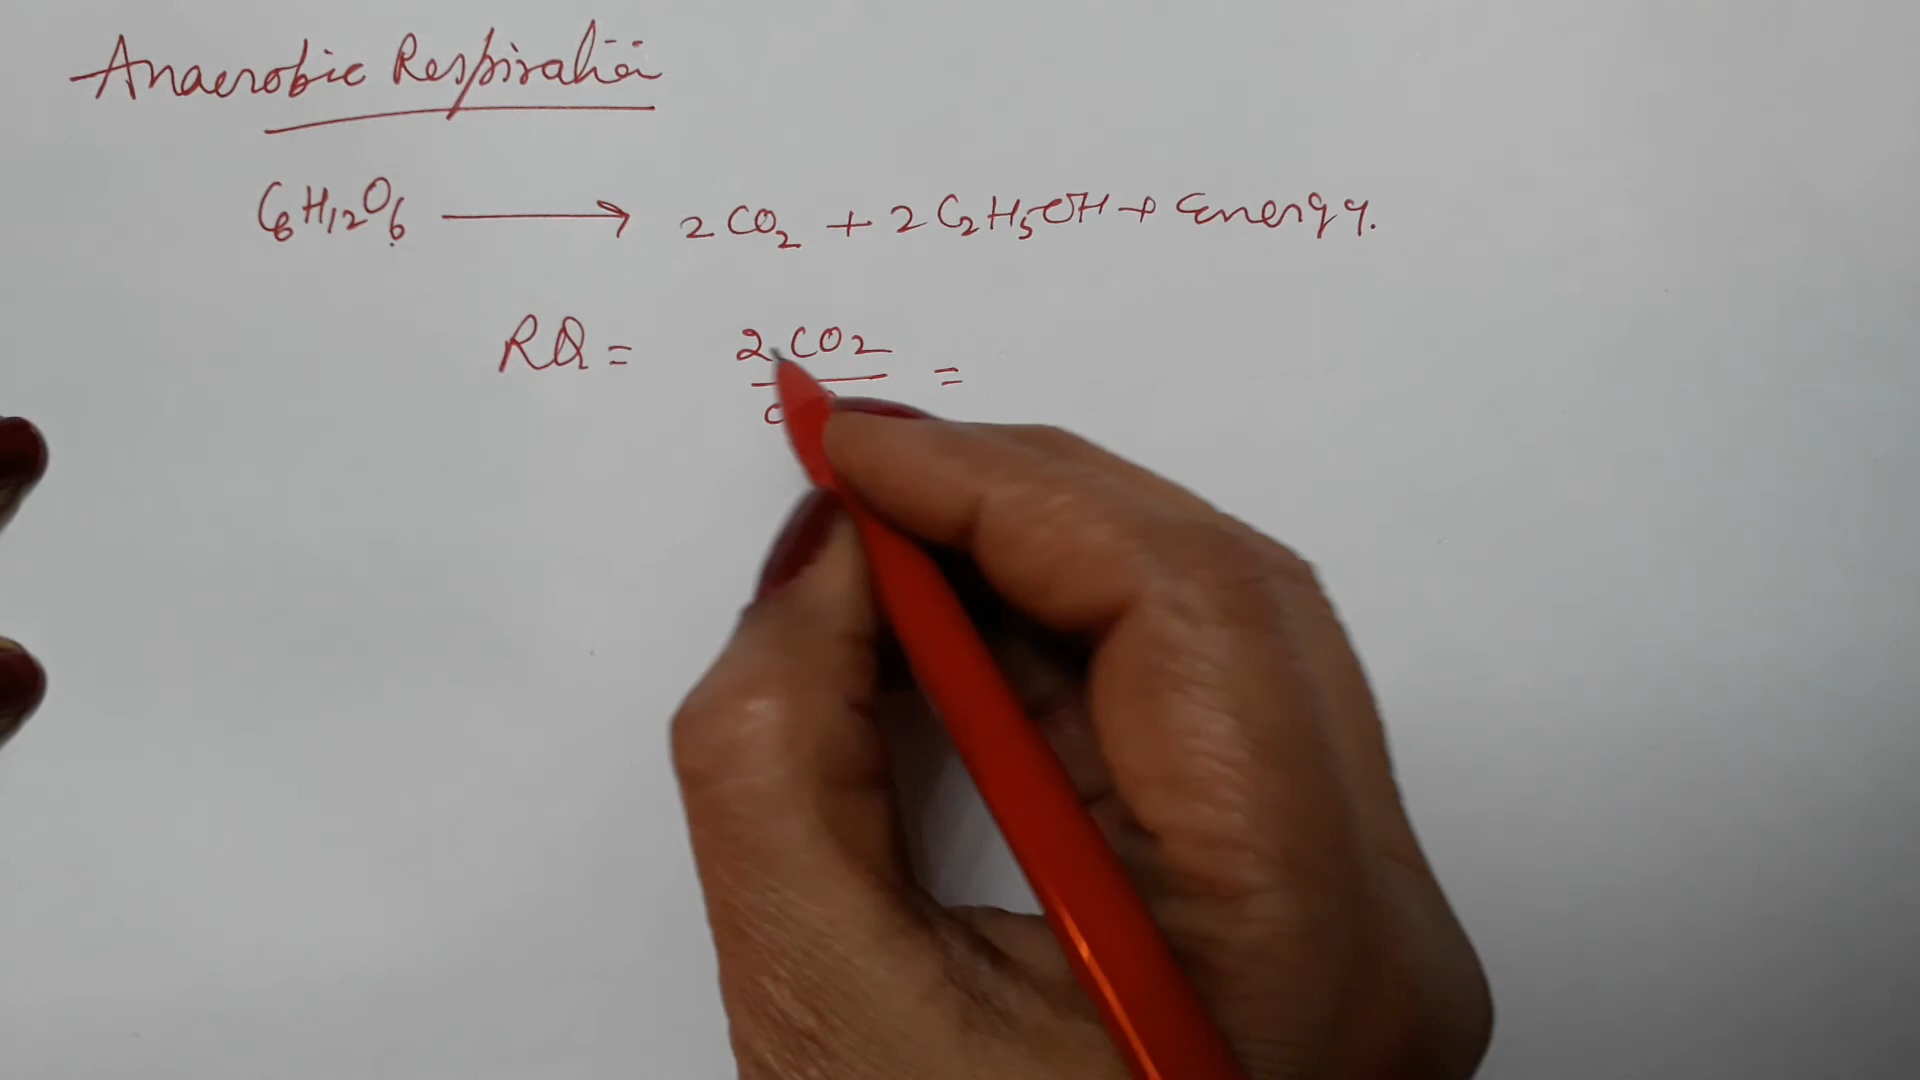 Anaerobic Respiration
C6H12O6 ⟶ 2CO2 + 2C2H5OH + Energy.
RQ = 2CO2 =